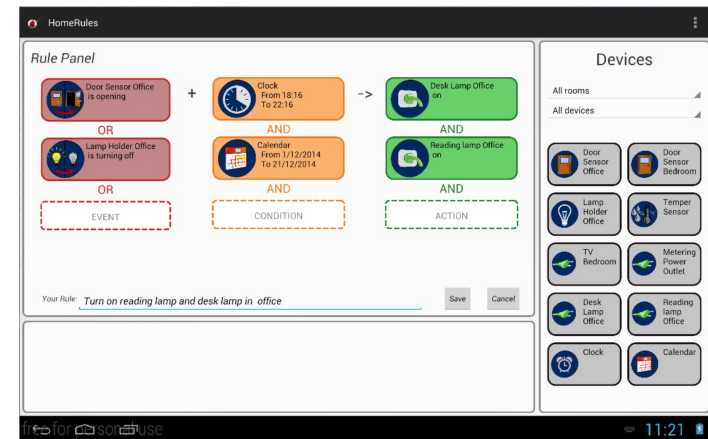 HomeRules
Rule Panel
Door Sensor Office
is opening
+
Clock
From 18:16
To 22:16
->
Desk Lamp Office
on
OR
AND
AND
Lamp Holder Office
is turning off
Calendar
From 1/12/2014
To 21/12/2014
Reading lamp Office
on
OR
AND
AND
EVENT
CONDITION
ACTION
Your Rule: Turn on reading lamp and desk lamp in office
Save
Cancel
Devices
All rooms
All devices
Door
Sensor
Office
Door
Sensor
Bedroom
Lamp
Holder
Office
Temper
Sensor
TV
Bedroom
Metering
Power
Outlet
Desk
Lamp
Office
Reading
lamp
Office
Clock
Calendar
free for personal use
11:21